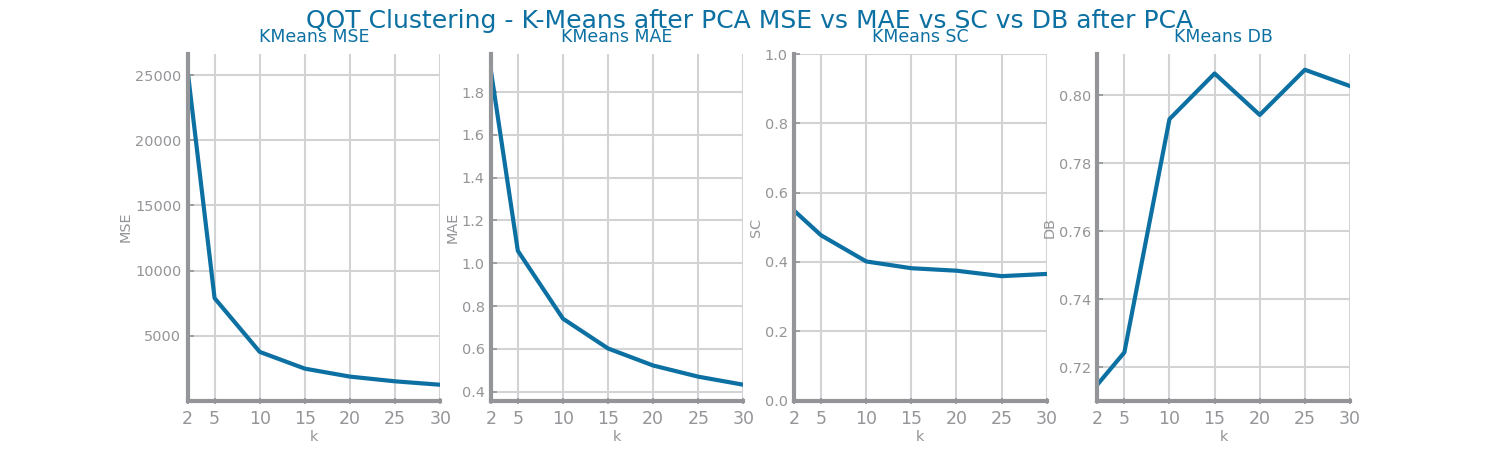 QOT Clustering - K-Means after PCA MSE vs MAE vs SC vs DB after PCA
KMeans MSE
25000
20000
15000
10000
5000
MSE
2 5 10 15 20 25 30
k
KMeans MAE
1.8
1.6
1.4
1.2
1.0
0.8
0.6
0.4
MAE
2 5 10 15 20 25 30
k
KMeans SC
1.0
0.8
0.6
0.4
0.2
0.0
SC
2 5 10 15 20 25 30
k
KMeans DB
0.80
0.78
0.76
0.74
0.72
DB
2 5 10 15 20 25 30
k